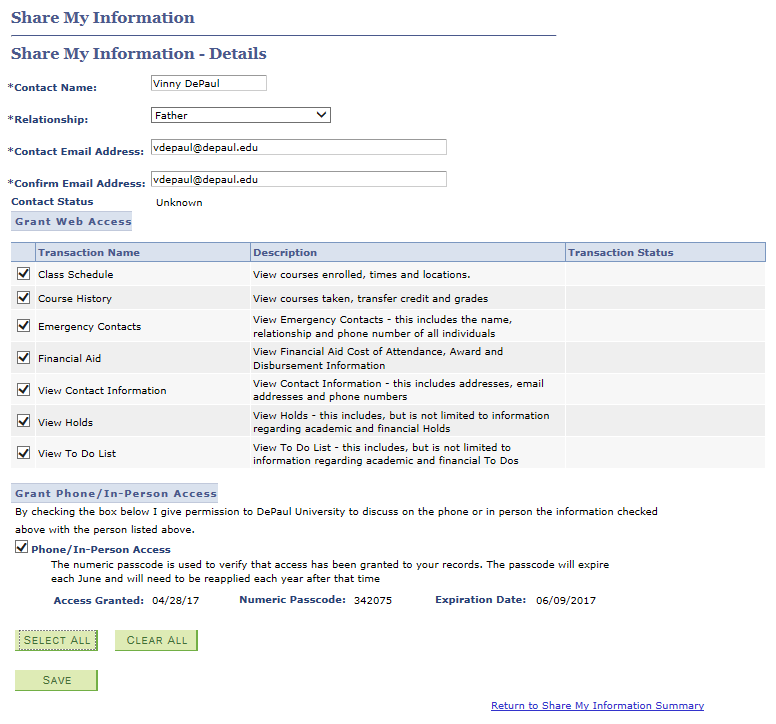 Share My Information
Share My Information - Details
*Contact Name: Vinny DePaul
*Relationship: Father
*Contact Email Address: vdepaul@depaul.edu
*Confirm Email Address: vdepaul@depaul.edu
Contact Status Unknown
Grant Web Access
Transaction Name Description Transaction Status
Class Schedule View courses enrolled, times and locations.
Course History View courses taken, transfer credit and grades
Emergency Contacts View Emergency Contacts - this includes the name,
relationship and phone number of all individuals
Financial Aid View Financial Aid Cost of Attendance, Award and
Disbursement Information
View Contact Information View Contact Information - this includes addresses, email
addresses and phone numbers
View Holds View Holds - this includes, but is not limited to information
regarding academic and financial Holds
View To Do List View To Do List - this includes, but is not limited to
information regarding academic and financial To Dos
Grant Phone/In-Person Access
By checking the box below I give permission to DePaul University to discuss on the phone or in person the information checked
above with the person listed above.
Phone/In-Person Access
The numeric passcode is used to verify that access has been granted to your records. The passcode will expire
each June and will need to be reapplied each year after that time
Access Granted: 04/28/17 Numeric Passcode: 342075 Expiration Date: 06/09/2017
SELECT ALL CLEAR ALL
SAVE
Return to Share My Information Summary